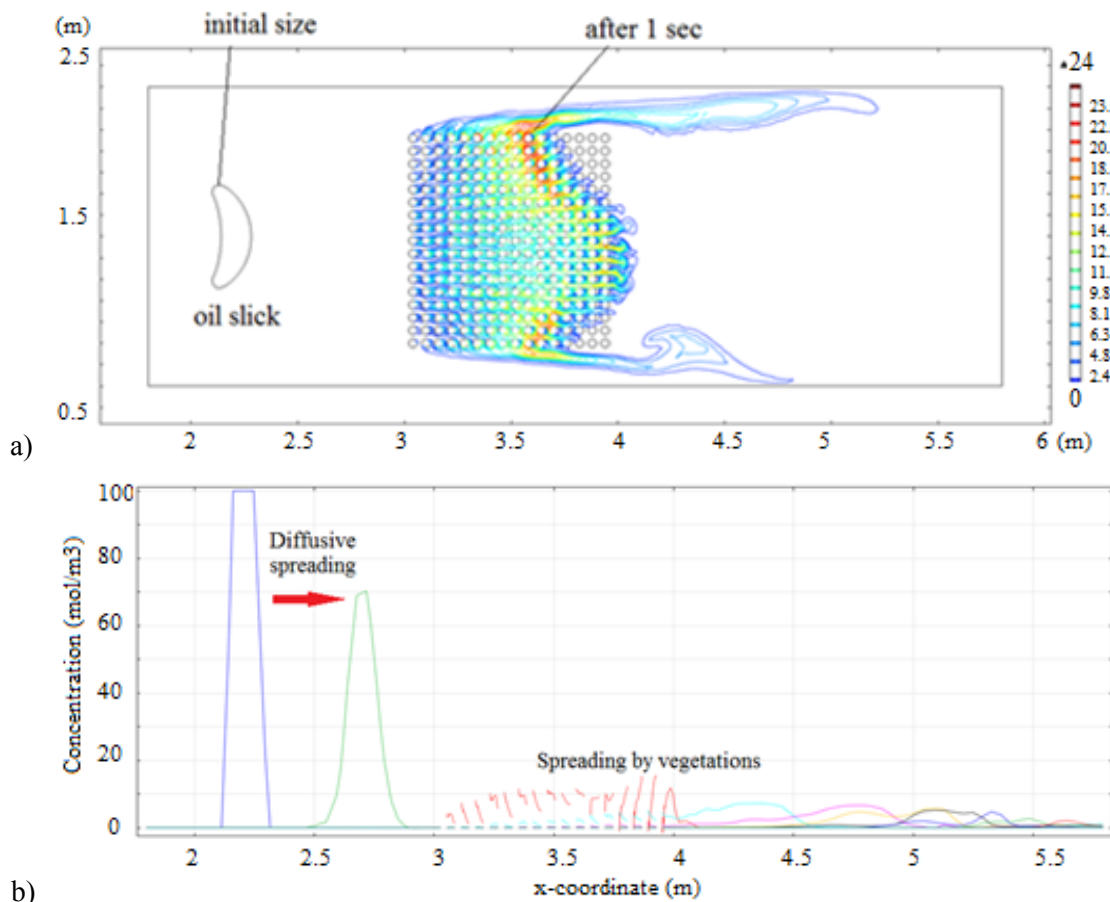 (m)
initial size
after 1 sec
2.5
24
23.
22.
20.
18.
17.
15.
1.5
12.
11.
9.8
8.1
oil slick
4.8
2.4
0.5
0
a)
2 2.5 3 3.5 4 4.5 5 5.5 6 (m)
100
Diffusive
spreading
80
60
Concentration (mol/m3)
40
20
Spreading by vegetations
0
2 2.5 3 3.5 4 4.5 5 5.5
x-coordinate (m)
b)